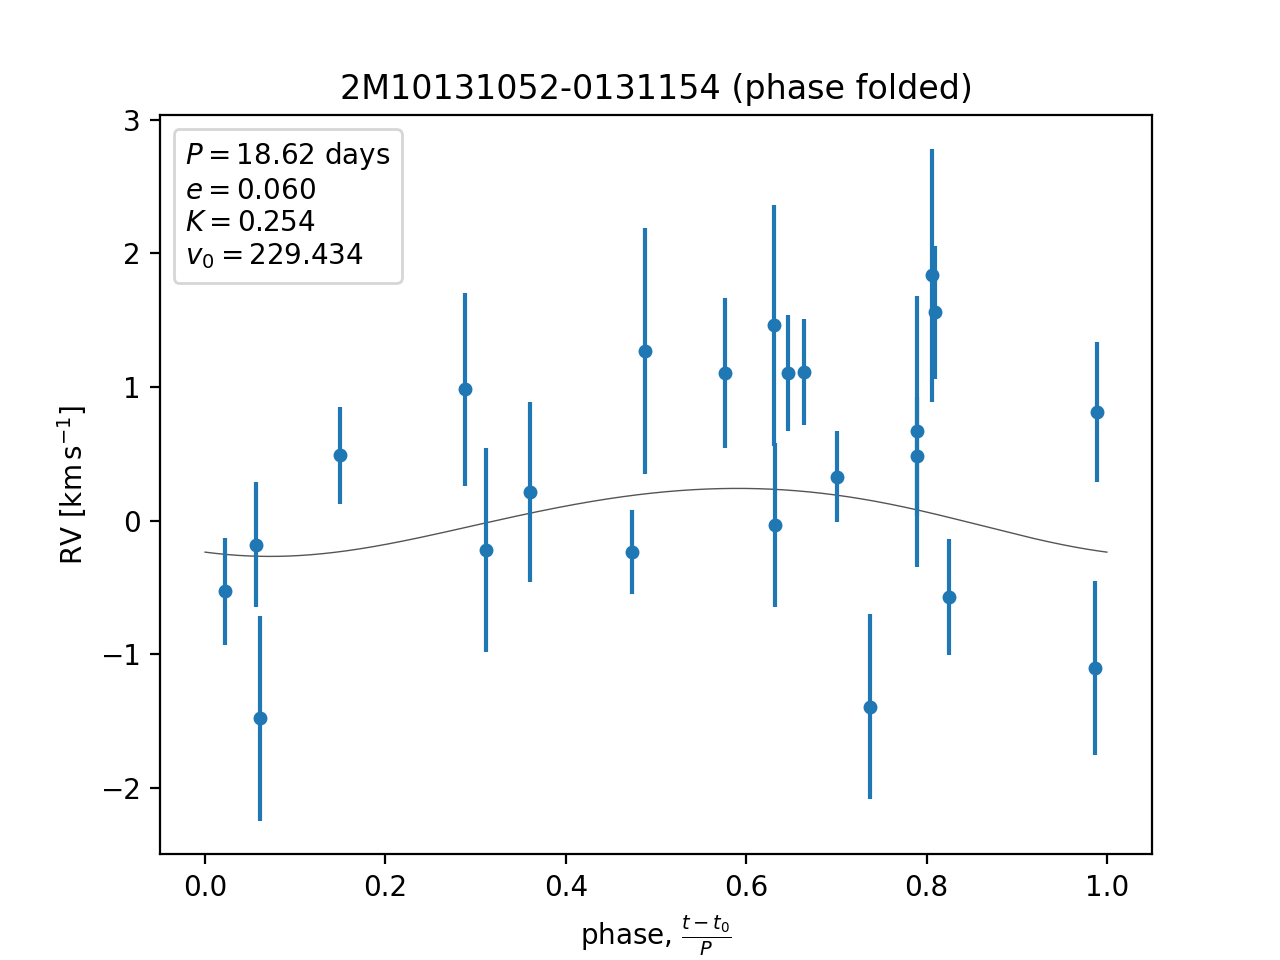 2M10131052-0131154 (phase folded)
P = 18.62 days
e = 0.060
K = 0.254
v₀ = 229.434
3
2
1
0
−1
−2
RV [km s⁻¹]
0.0 0.2 0.4 0.6 0.8 1.0
phase, (t − t₀)/P